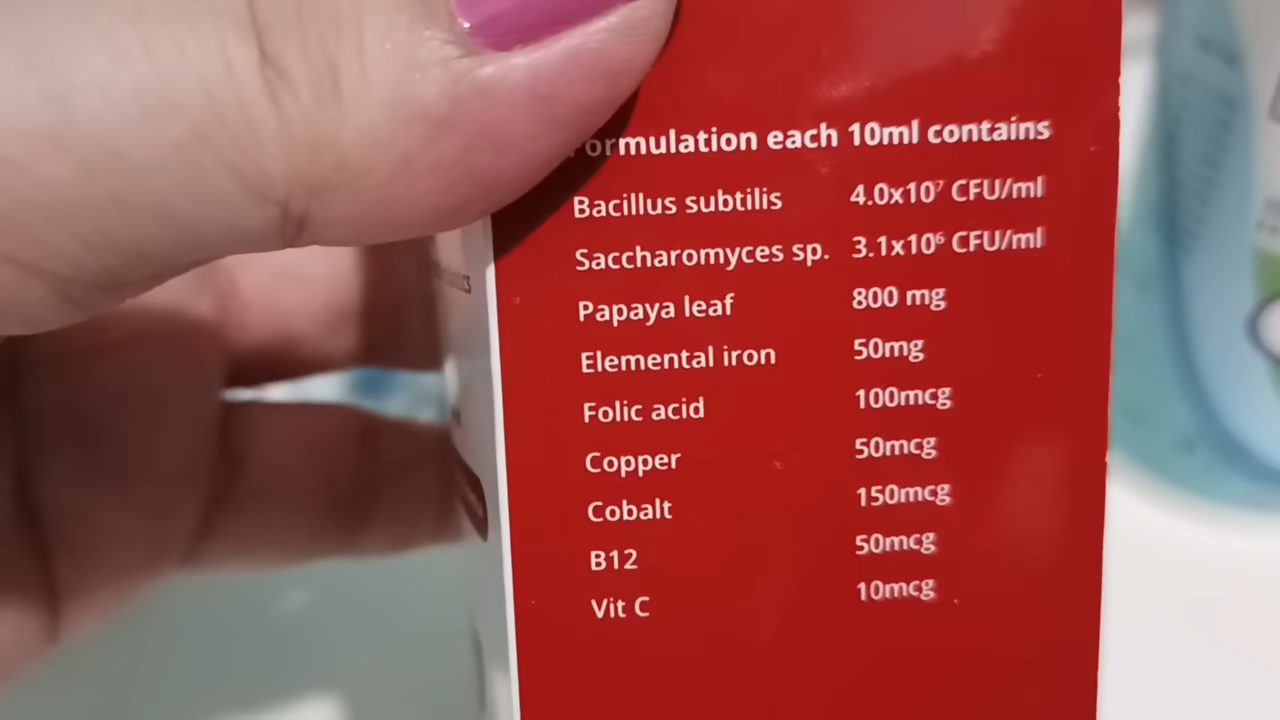 Formulation each 10ml contains
Bacillus subtilis 4.0x10⁷ CFU/ml
Saccharomyces sp. 3.1x10⁶ CFU/ml
Papaya leaf 800 mg
Elemental iron 50mg
Folic acid 100mcg
Copper 50mcg
Cobalt 150mcg
B12 50mcg
Vit C 10mcg